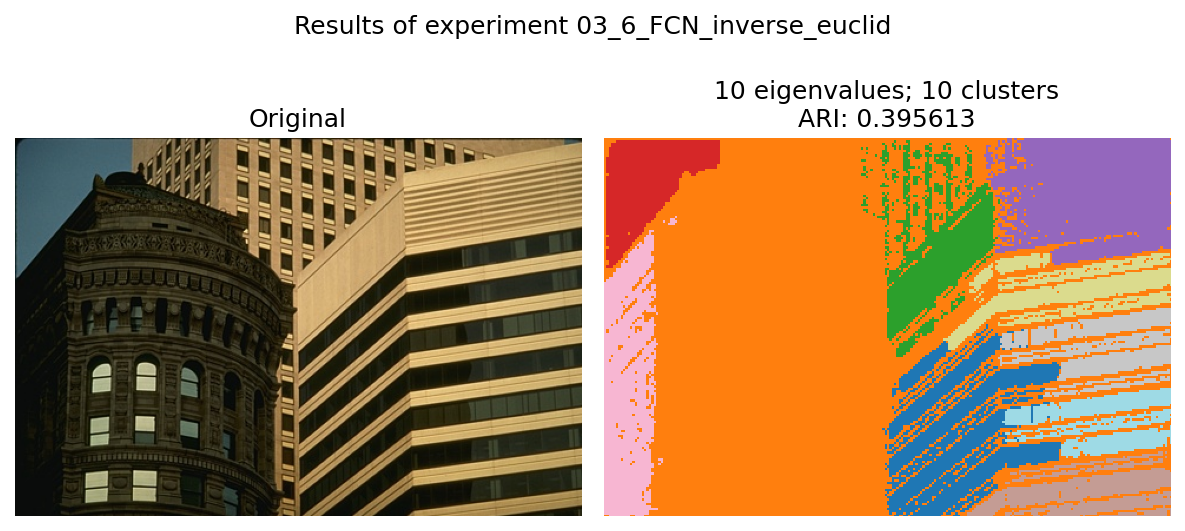 Results of experiment 03_6_FCN_inverse_euclid
Original
10 eigenvalues; 10 clusters
ARI: 0.395613